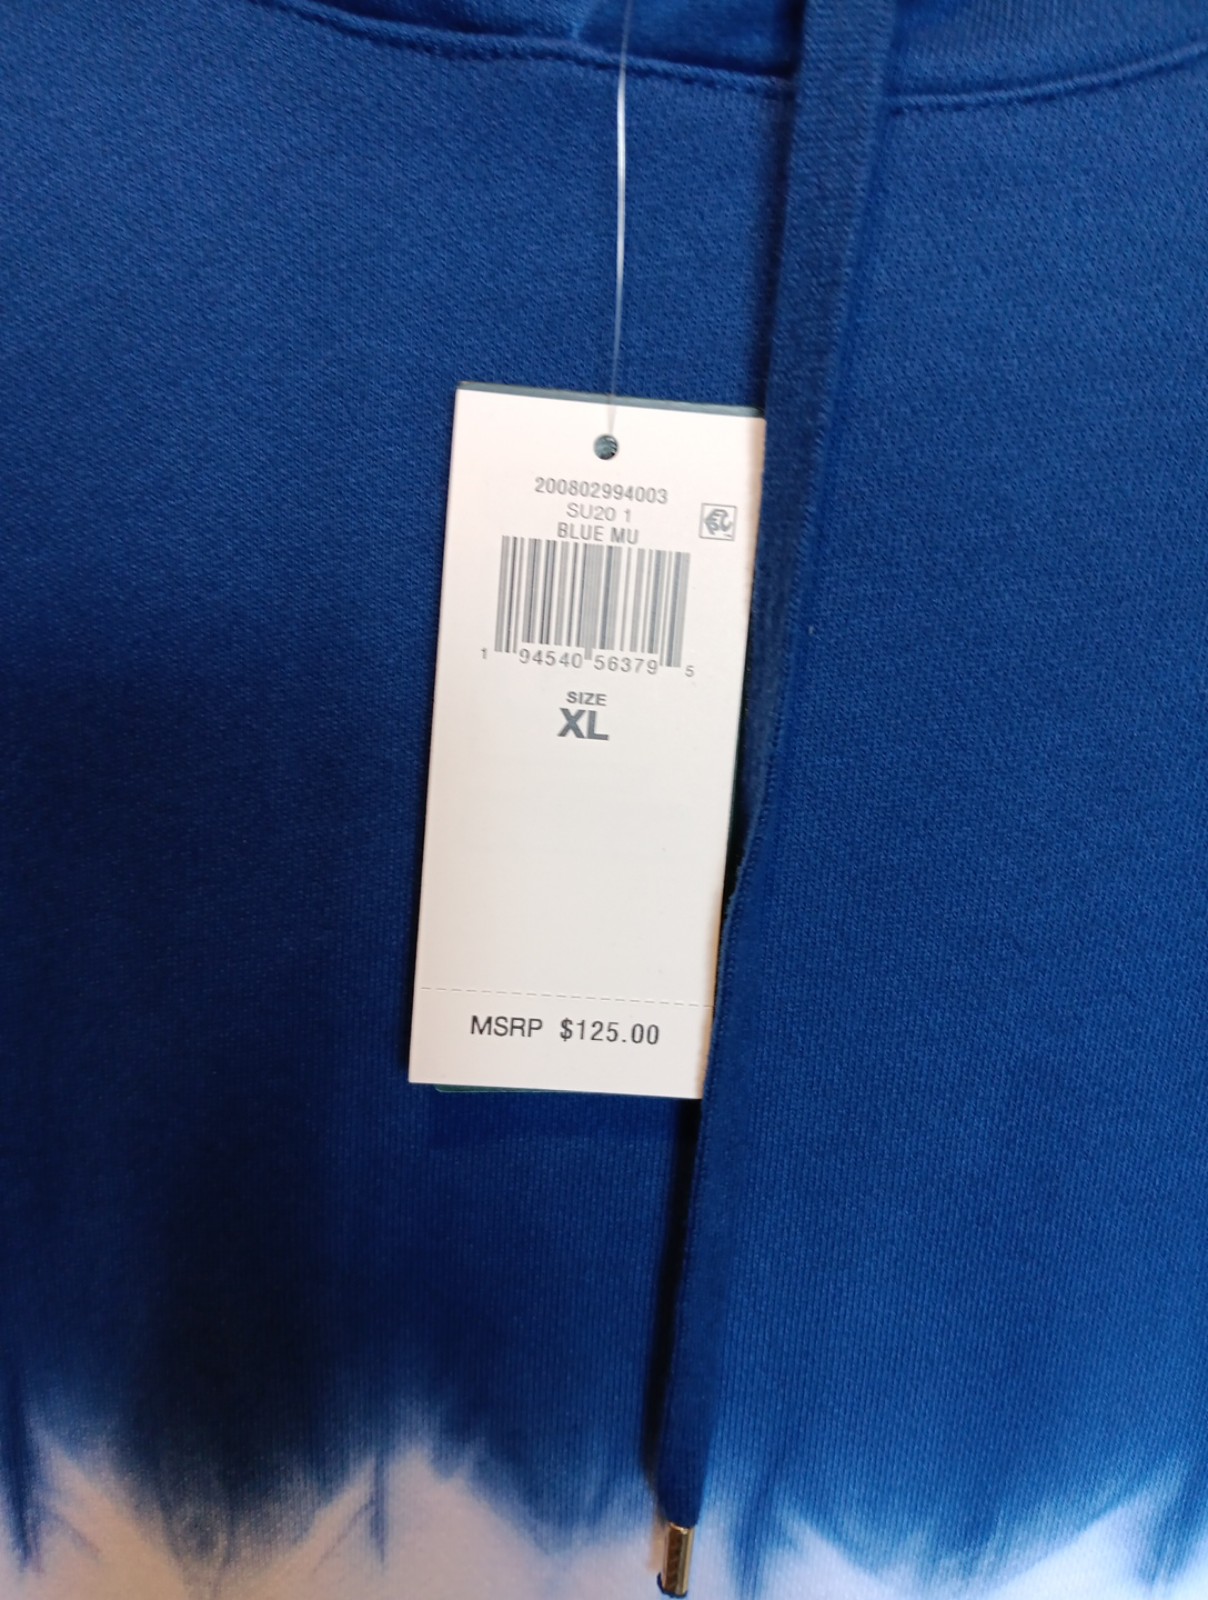 200802994003
SU20 1
BLUE MU
1 94540 56379 5
SIZE
XL
MSRP $125.00